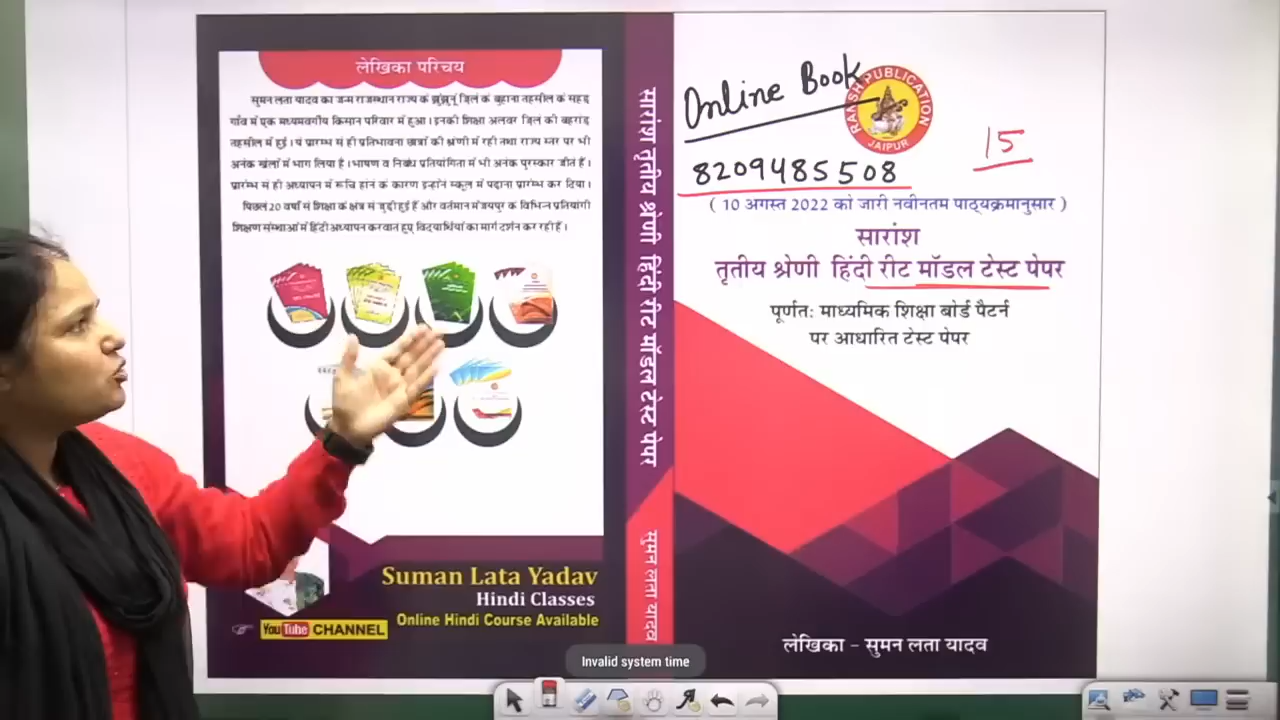 लेखिका परिचय
सुमन लता यादव का जन्म राजस्थान राज्य के झुंझुनूं जिले के बुहाना तहसील के सहड़
गाँव में एक मध्यमवर्गीय किसान परिवार में हुआ। इनकी शिक्षा अलवर जिले की बहरोड़
तहसील में हुई। ये प्रारम्भ से ही प्रतिभावना छात्रा की श्रेणी में रही तथा राज्य स्तर पर भी
अनेक खेलों में भाग लिया है। भाषण व निबंध प्रतियोगिता में भी अनेक पुरस्कार जीते हैं।
प्रारम्भ से ही अध्यापन में रूचि होने के कारण इन्होंने स्कूल में पढ़ाना प्रारम्भ कर दिया।
पिछले 20 वर्षों से शिक्षा के क्षेत्र से जुड़ी हुई हैं और वर्तमान में जयपुर के विभिन्न प्रतियोगी
शिक्षण संस्थाओं में हिंदी अध्यापन करवाते हुए विद्यार्थियों का मार्ग दर्शन कर रही हैं।
Suman Lata Yadav
Hindi Classes
Online Hindi Course Available
YouTube CHANNEL
सारांश तृतीय श्रेणी हिंदी रीट मॉडल टेस्ट पेपर
सुमन लता यादव
Online Book
PUBLICATION
JAIPUR
15
8209485508
( 10 अगस्त 2022 को जारी नवीनतम पाठ्यक्रमानुसार )
सारांश
तृतीय श्रेणी हिंदी रीट मॉडल टेस्ट पेपर
पूर्णतः माध्यमिक शिक्षा बोर्ड पैटर्न
पर आधारित टेस्ट पेपर
लेखिका – सुमन लता यादव
Invalid system time